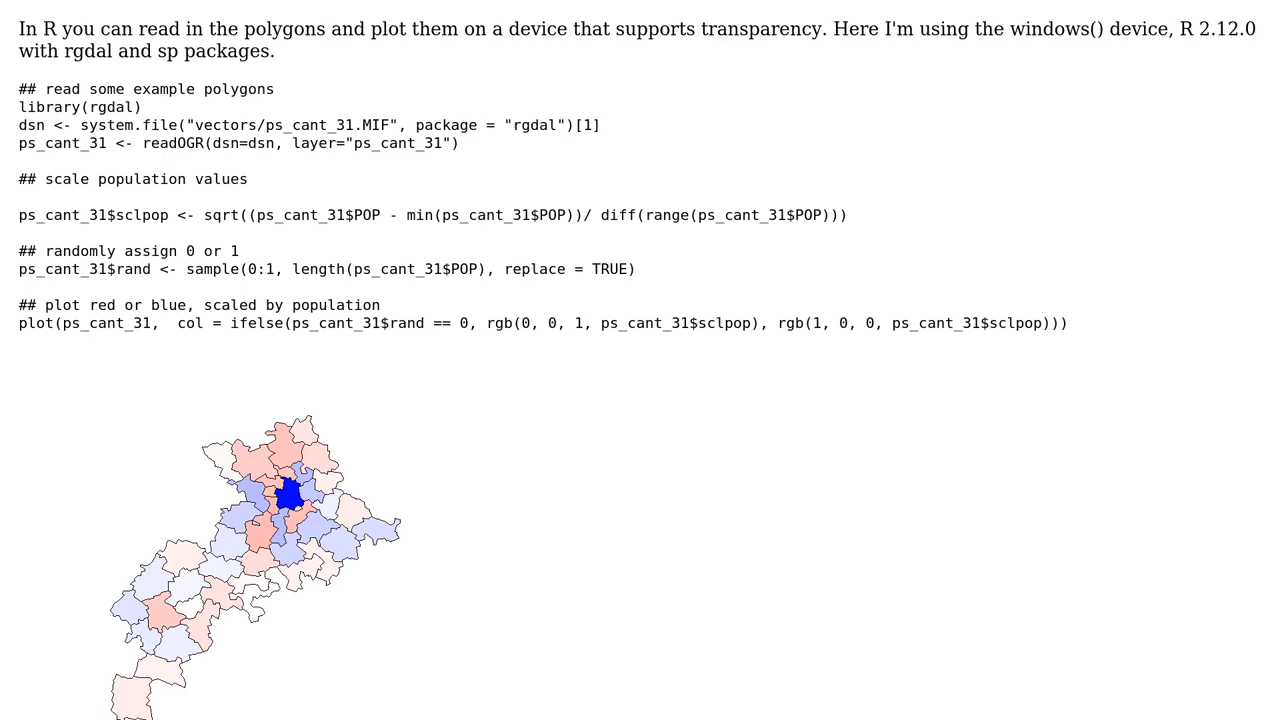 In R you can read in the polygons and plot them on a device that supports transparency. Here I'm using the windows() device, R 2.12.0
with rgdal and sp packages.
## read some example polygons
library(rgdal)
dsn <- system.file("vectors/ps_cant_31.MIF", package = "rgdal")[1]
ps_cant_31 <- readOGR(dsn=dsn, layer="ps_cant_31")
## scale population values
ps_cant_31$sclpop <- sqrt((ps_cant_31$POP - min(ps_cant_31$POP))/ diff(range(ps_cant_31$POP)))
## randomly assign 0 or 1
ps_cant_31$rand <- sample(0:1, length(ps_cant_31$POP), replace = TRUE)
## plot red or blue, scaled by population
plot(ps_cant_31,  col = ifelse(ps_cant_31$rand == 0, rgb(0, 0, 1, ps_cant_31$sclpop), rgb(1, 0, 0, ps_cant_31$sclpop)))